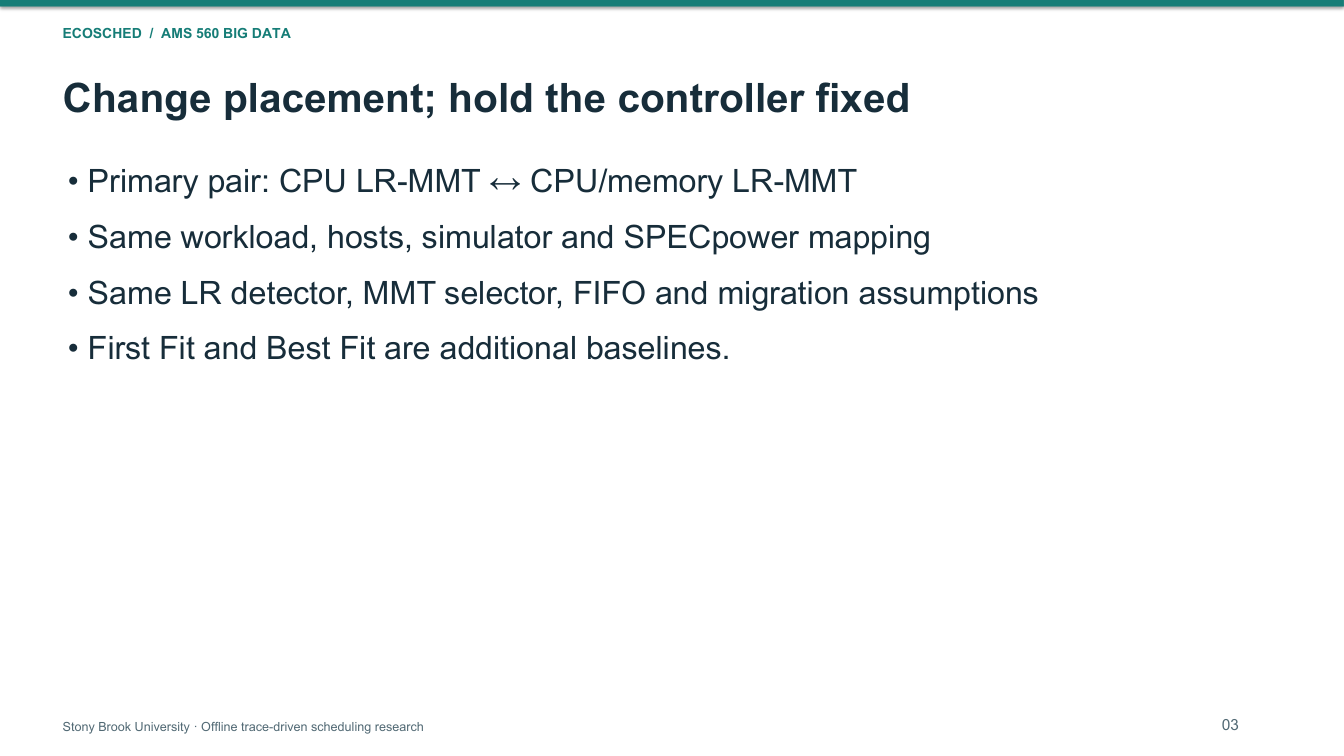 ECOSCHED / AMS 560 BIG DATA
Change placement; hold the controller fixed
• Primary pair: CPU LR-MMT ↔ CPU/memory LR-MMT
• Same workload, hosts, simulator and SPECpower mapping
• Same LR detector, MMT selector, FIFO and migration assumptions
• First Fit and Best Fit are additional baselines.
Stony Brook University · Offline trace-driven scheduling research
03